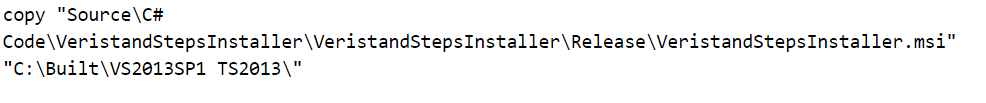 copy "Source\C#
Code\VeristandStepsInstaller\VeristandStepsInstaller\Release\VeristandStepsInstaller.msi"
"C:\Built\VS2013SP1 TS2013\"